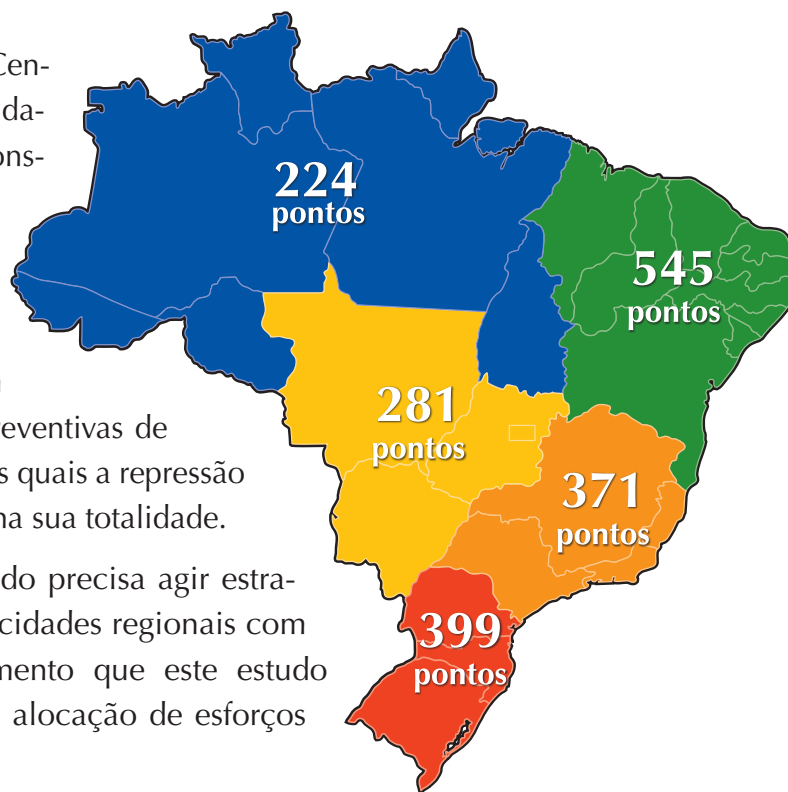 Cen-
da-
ons-
224
pontos
545
pontos
281
pontos
reventivas de
s quais a repressão
na sua totalidade.
371
pontos
do precisa agir estra-
cidades regionais com
mento que este estudo
alocação de esforços
399
pontos